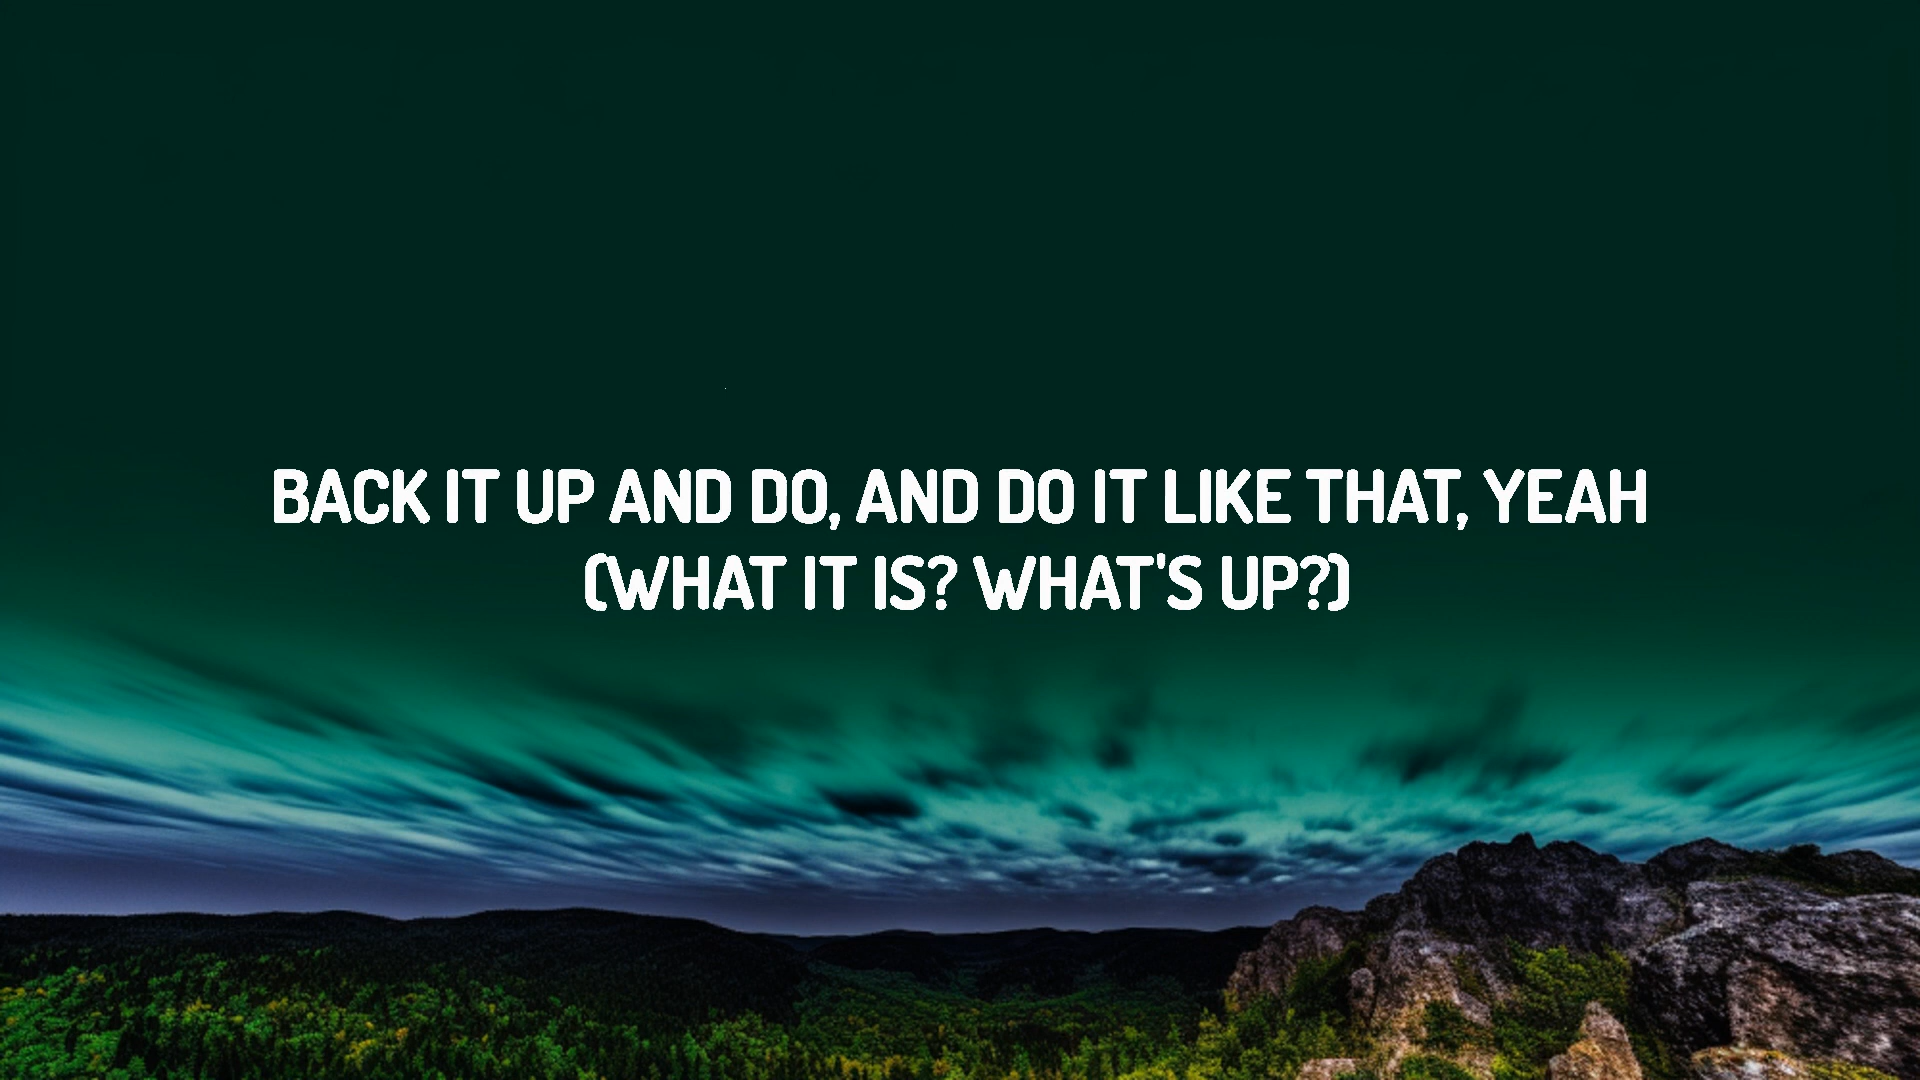 BACK IT UP AND DO, AND DO IT LIKE THAT, YEAH
(WHAT IT IS? WHAT'S UP?)